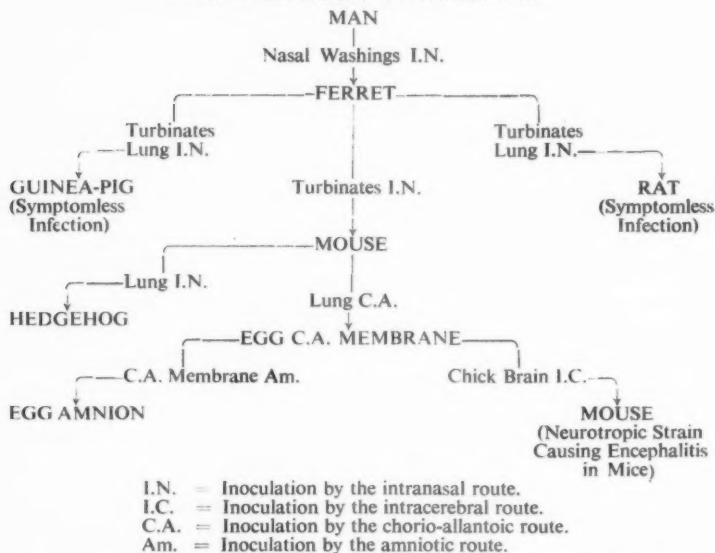 MAN
Nasal Washings I.N.
FERRET
Turbinates
Lung I.N.
Turbinates
Lung I.N.
GUINEA-PIG
(Symptomless
Infection)
Turbinates I.N.
RAT
(Symptomless
Infection)
MOUSE
Lung I.N.
Lung C.A.
HEDGEHOG
EGG C.A. MEMBRANE
C.A. Membrane Am.
Chick Brain I.C.
EGG AMNION
MOUSE
(Neurotropic Strain
Causing Encephalitis
in Mice)
I.N. = Inoculation by the intranasal route.
I.C. = Inoculation by the intracerebral route.
C.A. = Inoculation by the chorio-allantoic route.
Am. = Inoculation by the amniotic route.